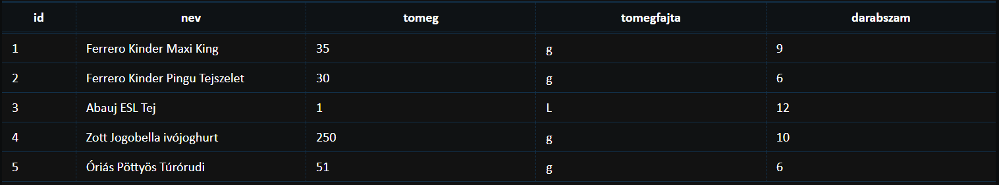 id nev tomeg tomegfajta darabszam
1 Ferrero Kinder Maxi King 35 g 9
2 Ferrero Kinder Pingu Tejszelet 30 g 6
3 Abauj ESL Tej 1 L 12
4 Zott Jogobella ivójoghurt 250 g 10
5 Óriás Pöttyös Túrórudi 51 g 6